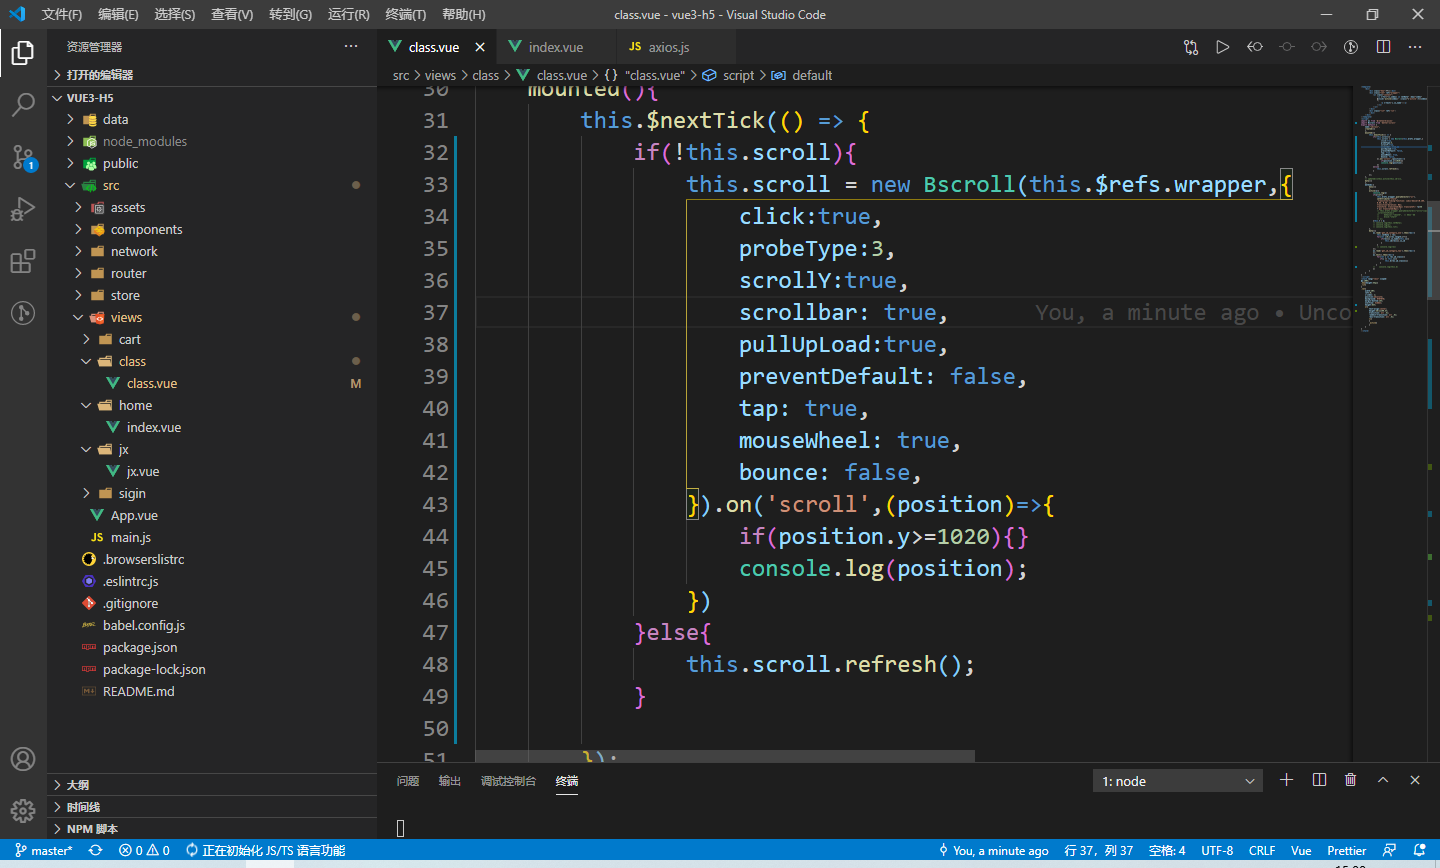 文件(F) 编辑(E) 选择(S) 查看(V) 转到(G) 运行(R) 终端(T) 帮助(H) class.vue - vue3-h5 - Visual Studio Code
资源管理器
打开的编辑器
VUE3-H5
data
node_modules
public
src
assets
components
network
router
store
views
cart
class
class.vue M
home
index.vue
jx
jx.vue
sigin
App.vue
JS main.js
.browserslistrc
.eslintrc.js
.gitignore
babel.config.js
package.json
package-lock.json
README.md
大纲
时间线
NPM 脚本
1
class.vue index.vue JS axios.js
src views class class.vue {} "class.vue" script default
30 mounted(){
31 this.$nextTick(() => {
32 if(!this.scroll){
33 this.scroll = new Bscroll(this.$refs.wrapper,{
34 click:true,
35 probeType:3,
36 scrollY:true,
37 scrollbar: true, You, a minute ago • Unco
38 pullUpLoad:true,
39 preventDefault: false,
40 tap: true,
41 mouseWheel: true,
42 bounce: false,
43 }).on('scroll',(position)=>{
44 if(position.y>=1020){}
45 console.log(position);
46 })
47 }else{
48 this.scroll.refresh();
49 }
50
51 });
问题 输出 调试控制台 终端 1: node
master* 0 0 正在初始化 JS/TS 语言功能 You, a minute ago 行 37，列 37 空格: 4 UTF-8 CRLF Vue Prettier